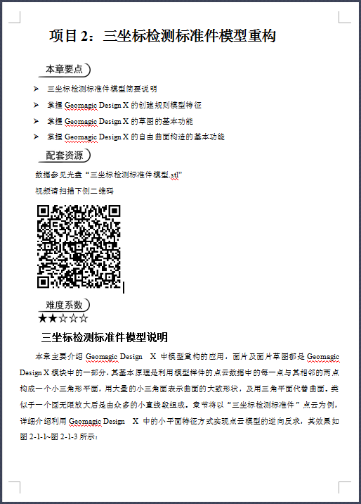 项目 2：三坐标检测标准件模型重构
本章要点
三坐标检测标准件模型简要说明
掌握 Geomagic Design X 的创建规则模型特征
掌握 Geomagic Design X 的草图的基本功能
掌握 Geomagic Design X 的自由曲面构造的基本功能
配套资源
数据参见光盘“三坐标检测标准件模型.stl”
视频请扫描下侧二维码
难度系数
★★☆☆☆
三坐标检测标准件模型说明
本章主要介绍 Geomagic Design X 中模型重构的应用，面片及面片草图都是 Geomagic
Design X 模块中的一部分，其基本原理是利用模型样件的点云数据中的每一点与其相邻的两点
构成一个小三角形平面，用大量的小三角面表示曲面的大致形状，及用三角平面代替曲面。类
似于一个圆无限放大后是由众多的小直线段组成。章节将以“三坐标检测标准件”点云为例，
详细介绍利用 Geomagic Design X 中的小平面特征方式实现点云模型的逆向反求，其效果如
图 2-1-1~图 2-1-3 所示：